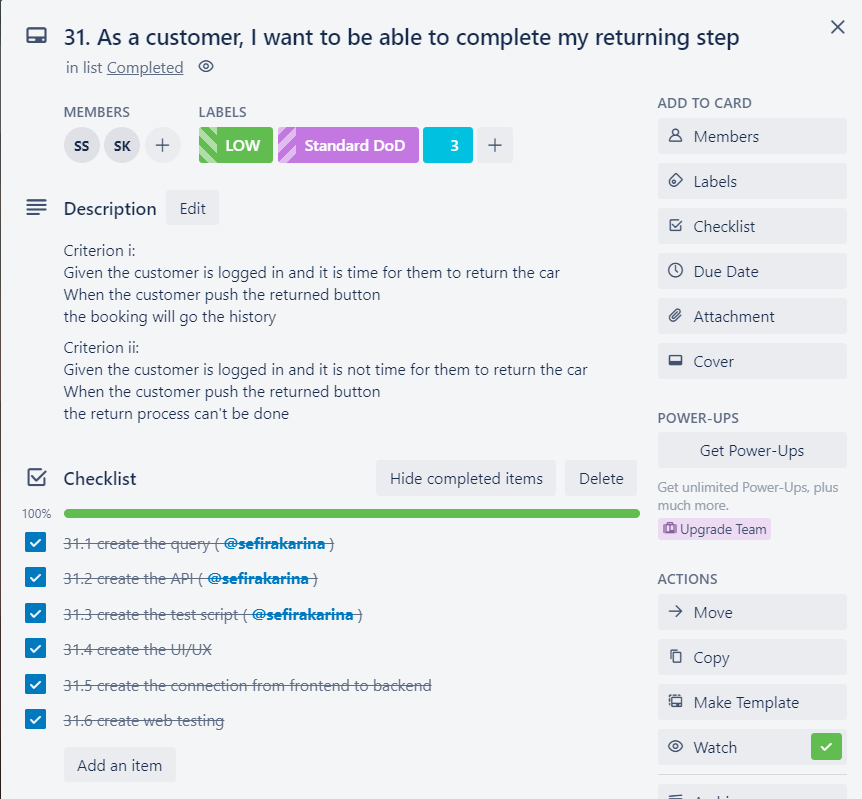 31. As a customer, I want to be able to complete my returning step
in list Completed
MEMBERS
SS SK
LABELS
LOW Standard DoD 3
Description Edit
Criterion i:
Given the customer is logged in and it is time for them to return the car
When the customer push the returned button
the booking will go the history
Criterion ii:
Given the customer is logged in and it is not time for them to return the car
When the customer push the returned button
the return process can't be done
Checklist Hide completed items Delete
100%
31.1 create the query ( @sefirakarina )
31.2 create the API ( @sefirakarina )
31.3 create the test script ( @sefirakarina )
31.4 create the UI/UX
31.5 create the connection from frontend to backend
31.6 create web testing
Add an item
ADD TO CARD
Members
Labels
Checklist
Due Date
Attachment
Cover
POWER-UPS
Get Power-Ups
Get unlimited Power-Ups, plus
much more.
Upgrade Team
ACTIONS
Move
Copy
Make Template
Watch